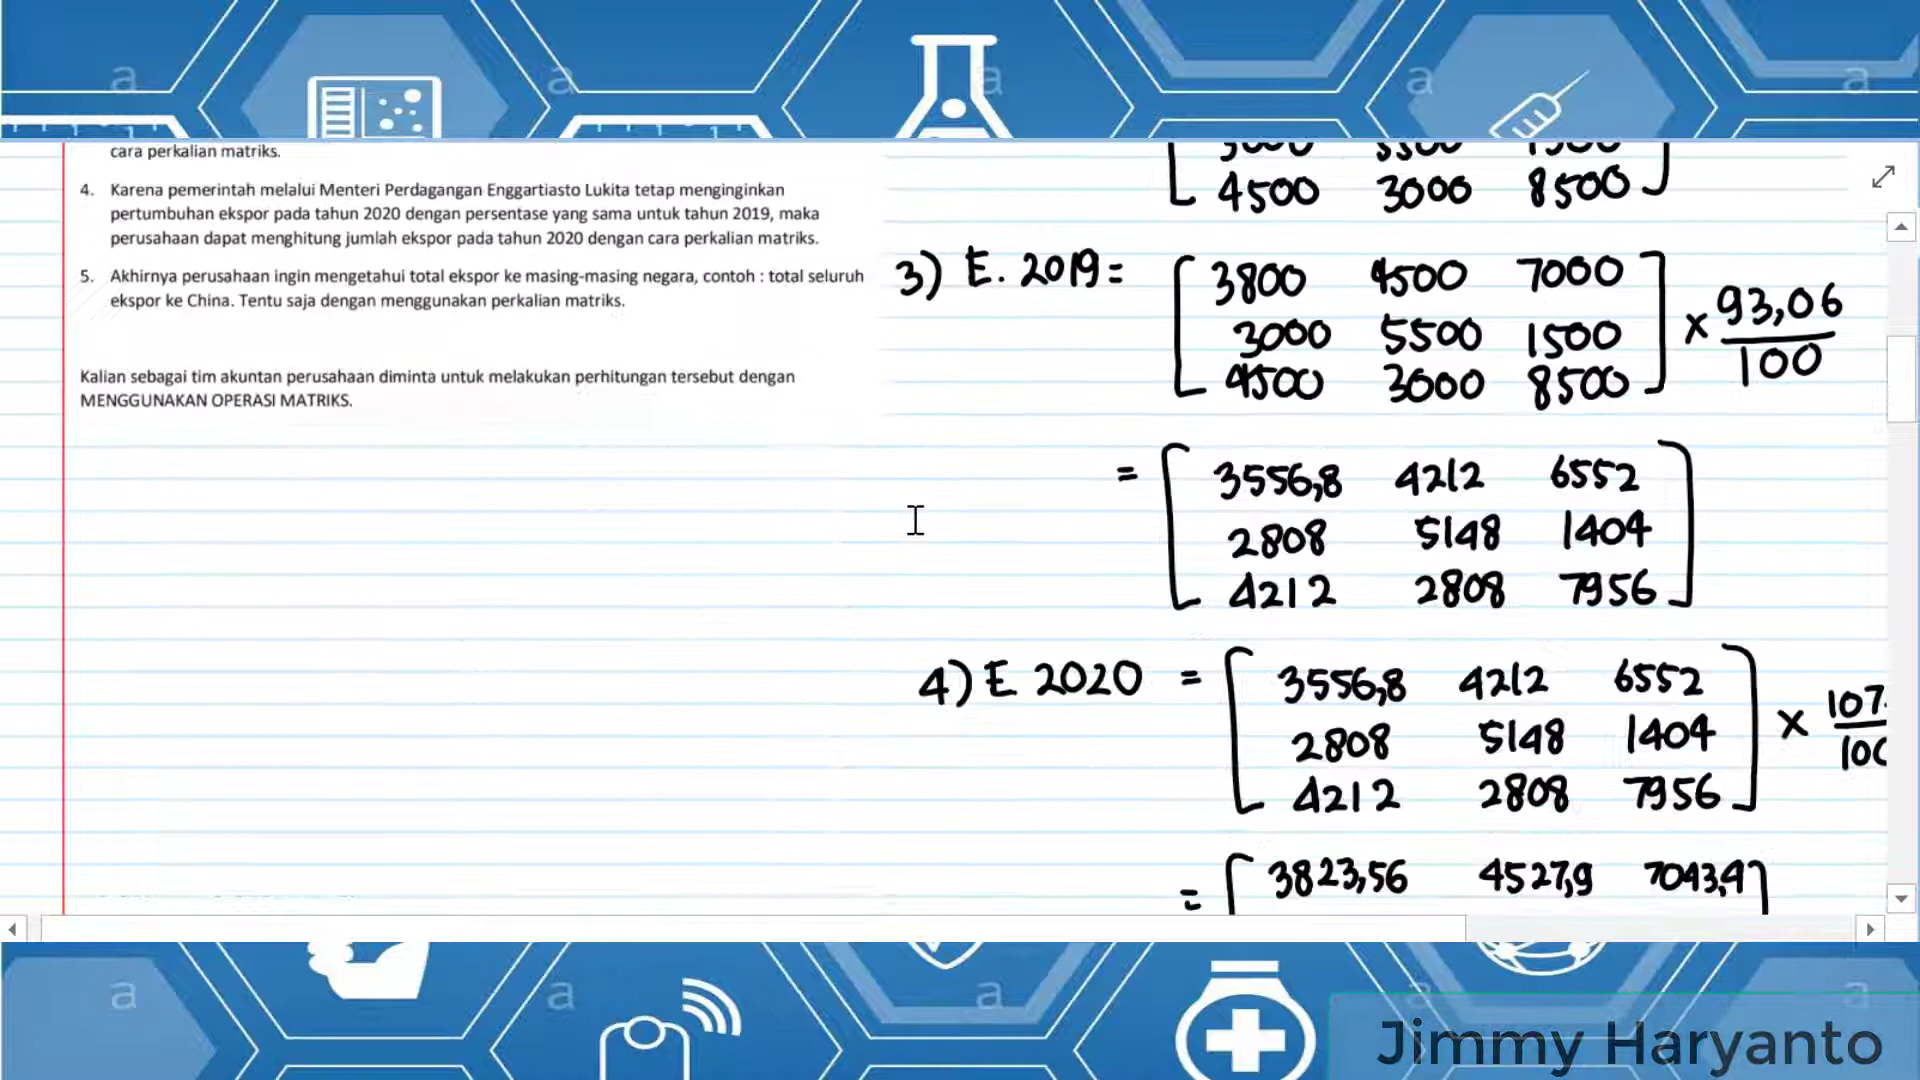 cara perkalian matriks.
4. Karena pemerintah melalui Menteri Perdagangan Enggartiasto Lukita tetap menginginkan
pertumbuhan ekspor pada tahun 2020 dengan persentase yang sama untuk tahun 2019, maka
perusahaan dapat menghitung jumlah ekspor pada tahun 2020 dengan cara perkalian matriks.
5. Akhirnya perusahaan ingin mengetahui total ekspor ke masing-masing negara, contoh : total seluruh
ekspor ke China. Tentu saja dengan menggunakan perkalian matriks.
Kalian sebagai tim akuntan perusahaan diminta untuk melakukan perhitungan tersebut dengan
MENGGUNAKAN OPERASI MATRIKS.
4500 3000 8500
3) E. 2019 = 3800 4500 7000
3000 5500 1500 × 93,06
4500 3000 8500 100
= 3556,8 4212 6552
2808 5148 1404
4212 2808 7956
4) E 2020 = 3556,8 4212 6552
2808 5148 1404 × 107
4212 2808 7956
= 3823,56 4527,9 7043,4
Jimmy Haryanto